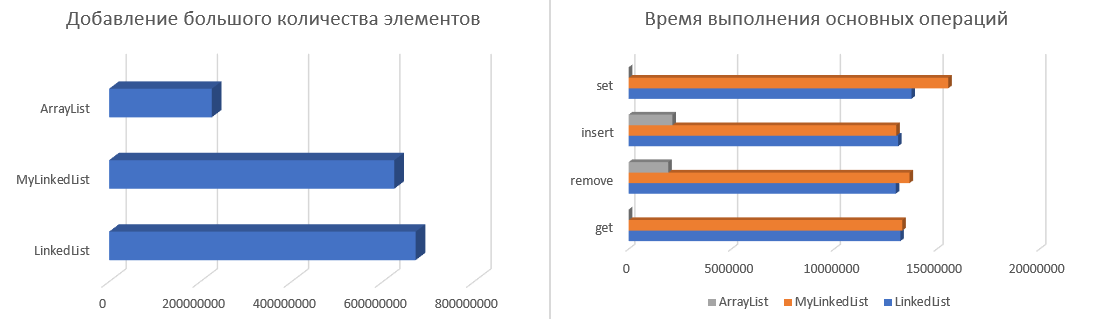 Добавление большого количества элементов
ArrayList
MyLinkedList
LinkedList
0 200000000 400000000 600000000 800000000
Время выполнения основных операций
set
insert
remove
get
0 5000000 10000000 15000000 20000000
ArrayList MyLinkedList LinkedList